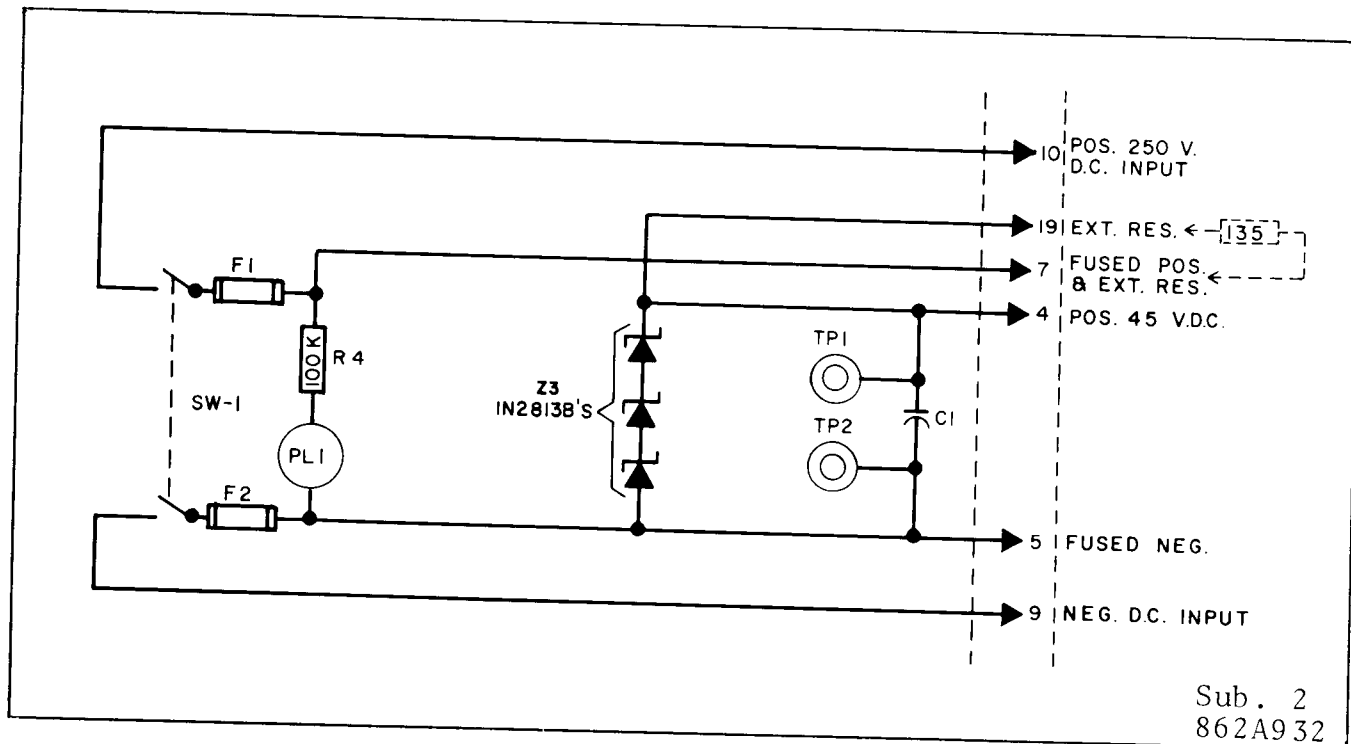 10 POS. 250 V.
D.C. INPUT
19 EXT. RES. 135
7 FUSED POS.
& EXT. RES.
4 POS. 45 V.D.C.
F1
100 K
R4
SW-1
PL1
F2
Z3
1N2813B'S
TP1
TP2
C1
5 FUSED NEG.
9 NEG. D.C. INPUT
Sub. 2
862A932